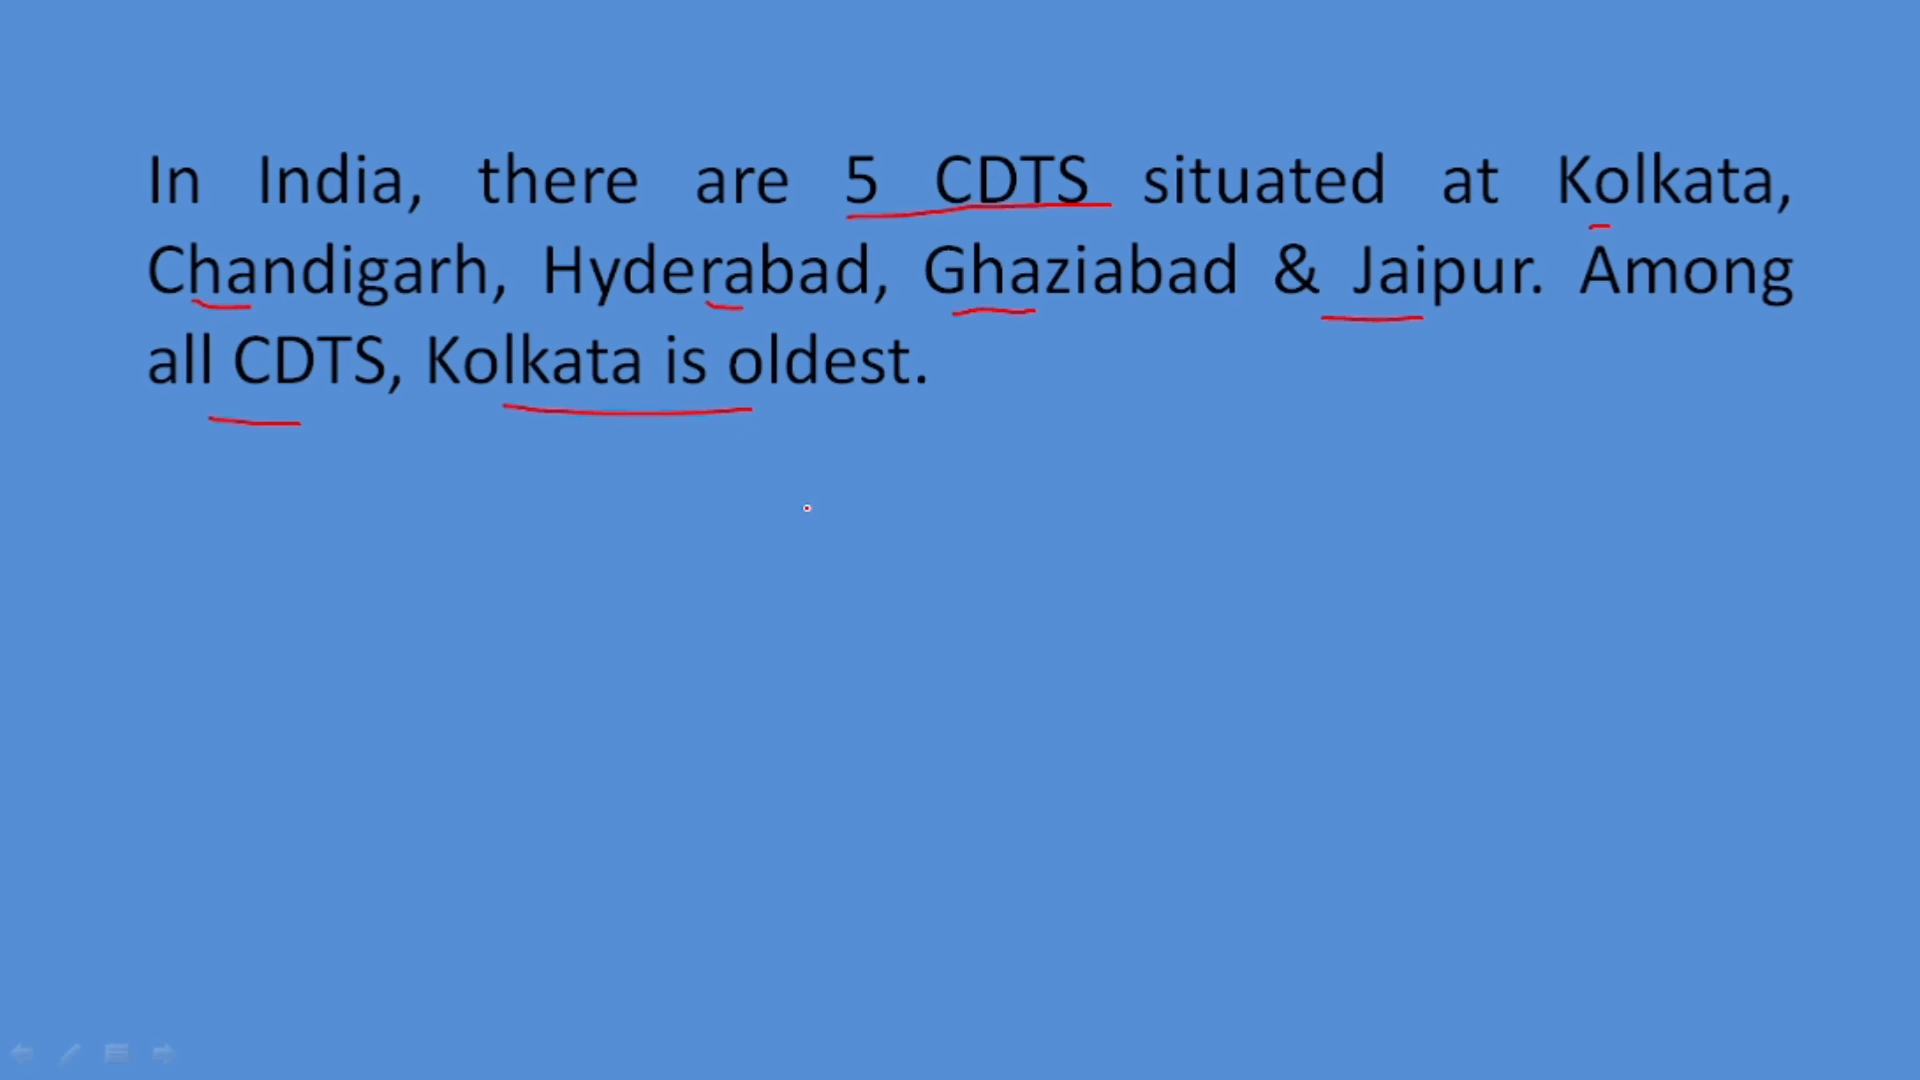 In India, there are 5 CDTS situated at Kolkata,
Chandigarh, Hyderabad, Ghaziabad & Jaipur. Among
all CDTS, Kolkata is oldest.